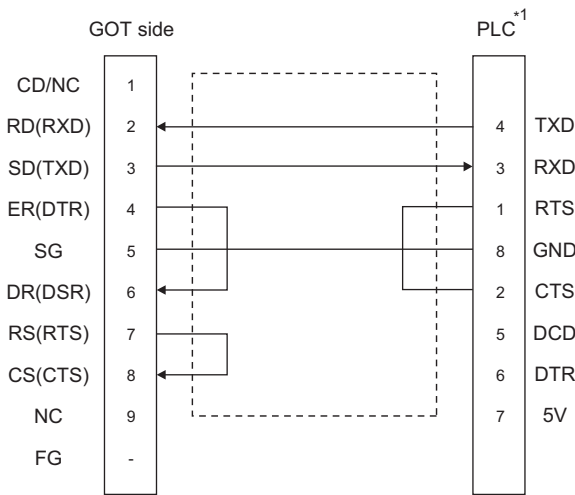 GOT side PLC*1
CD/NC 1
RD(RXD) 2 4 TXD
SD(TXD) 3 3 RXD
ER(DTR) 4 1 RTS
SG 5 8 GND
DR(DSR) 6 2 CTS
RS(RTS) 7 5 DCD
CS(CTS) 8 6 DTR
NC 9 7 5V
FG -